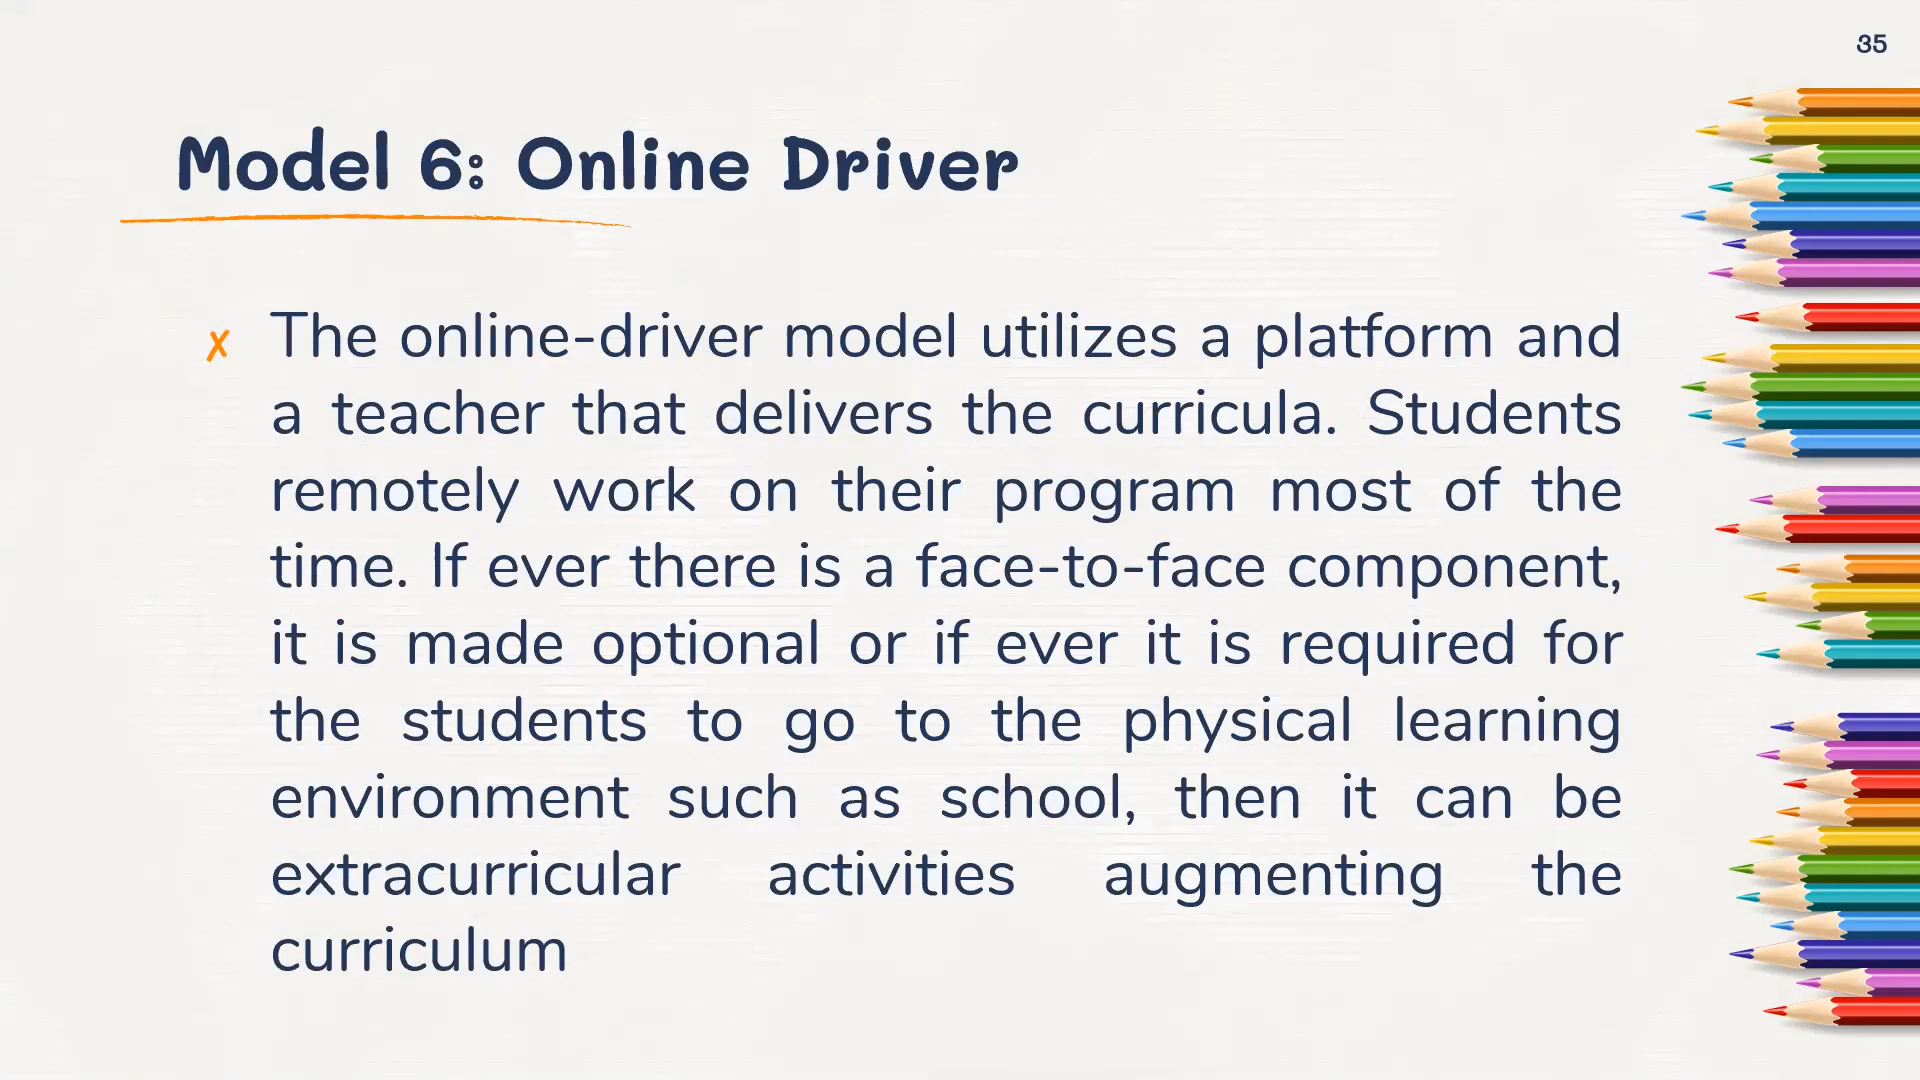 35
Model 6: Online Driver
✗ The online-driver model utilizes a platform and
a teacher that delivers the curricula. Students
remotely work on their program most of the
time. If ever there is a face-to-face component,
it is made optional or if ever it is required for
the students to go to the physical learning
environment such as school, then it can be
extracurricular activities augmenting the
curriculum